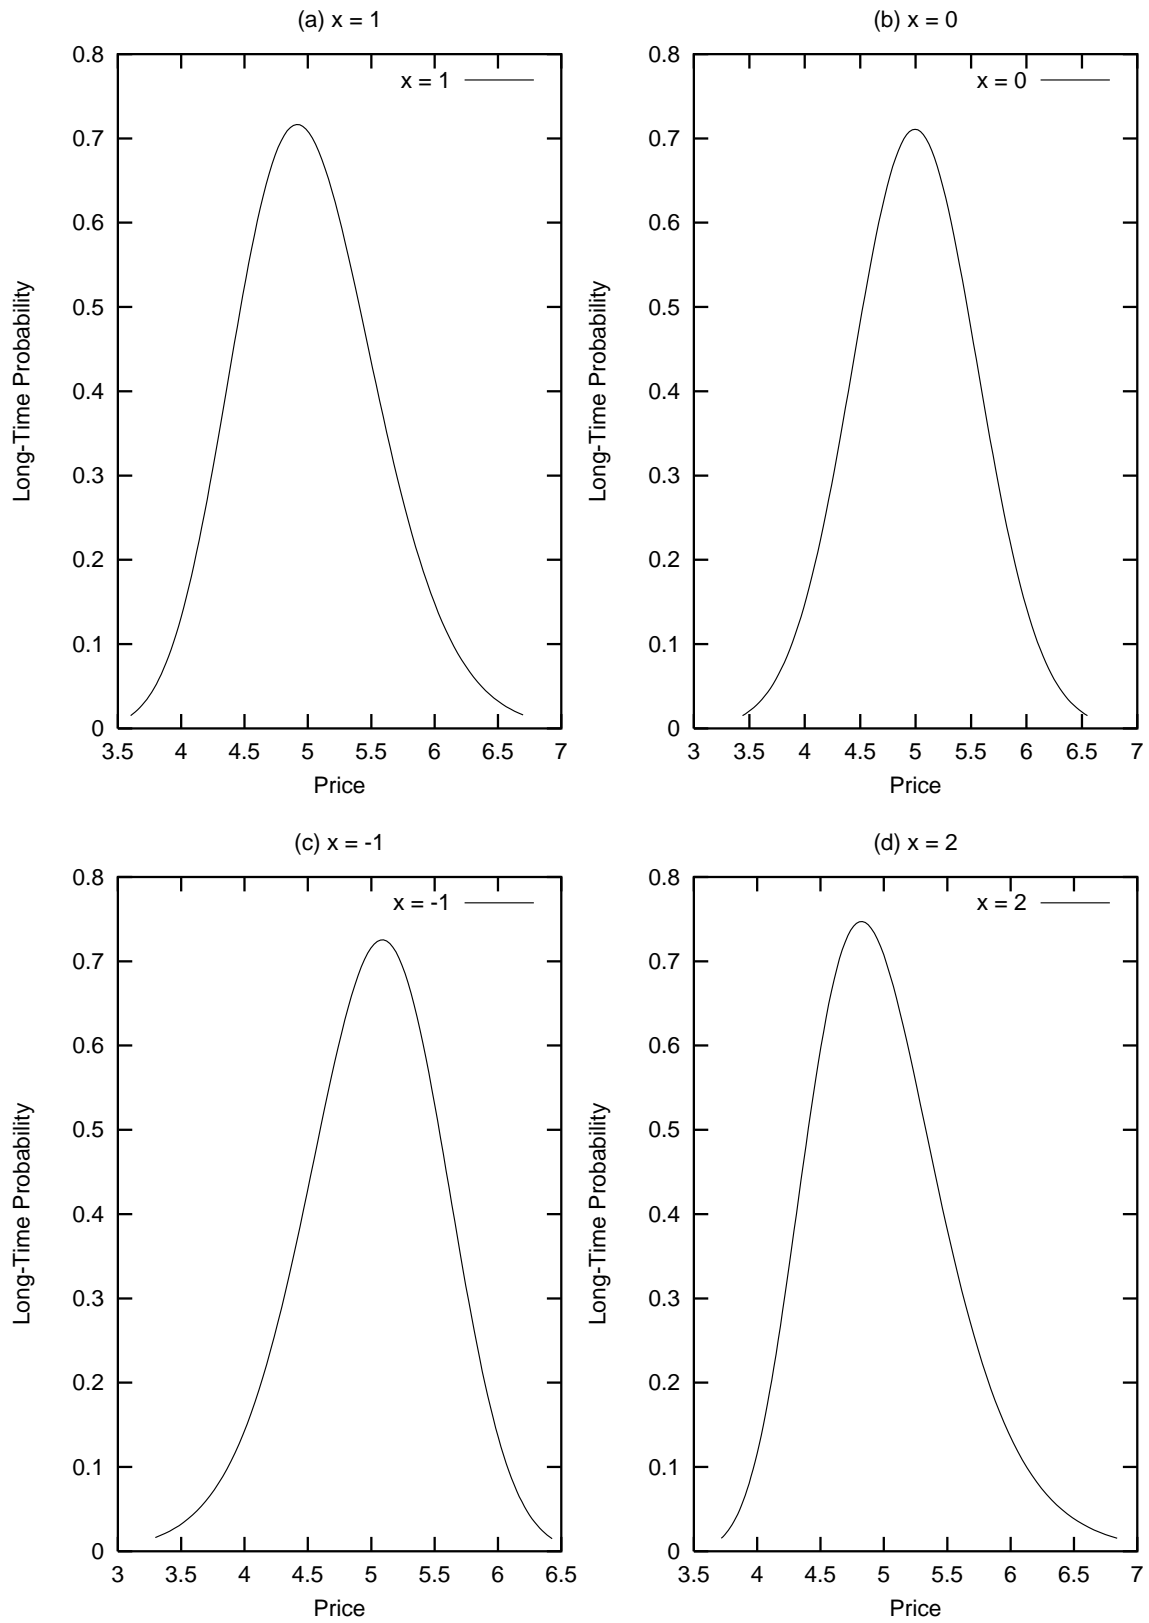 (a) x = 1
x = 1
0.8
0.7
0.6
0.5
0.4
0.3
0.2
0.1
0
Long-Time Probability
3.5 4 4.5 5 5.5 6 6.5 7
Price
(b) x = 0
x = 0
0.8
0.7
0.6
0.5
0.4
0.3
0.2
0.1
0
Long-Time Probability
3 3.5 4 4.5 5 5.5 6 6.5 7
Price
(c) x = -1
x = -1
0.8
0.7
0.6
0.5
0.4
0.3
0.2
0.1
0
Long-Time Probability
3 3.5 4 4.5 5 5.5 6 6.5
Price
(d) x = 2
x = 2
0.8
0.7
0.6
0.5
0.4
0.3
0.2
0.1
0
Long-Time Probability
3.5 4 4.5 5 5.5 6 6.5 7
Price